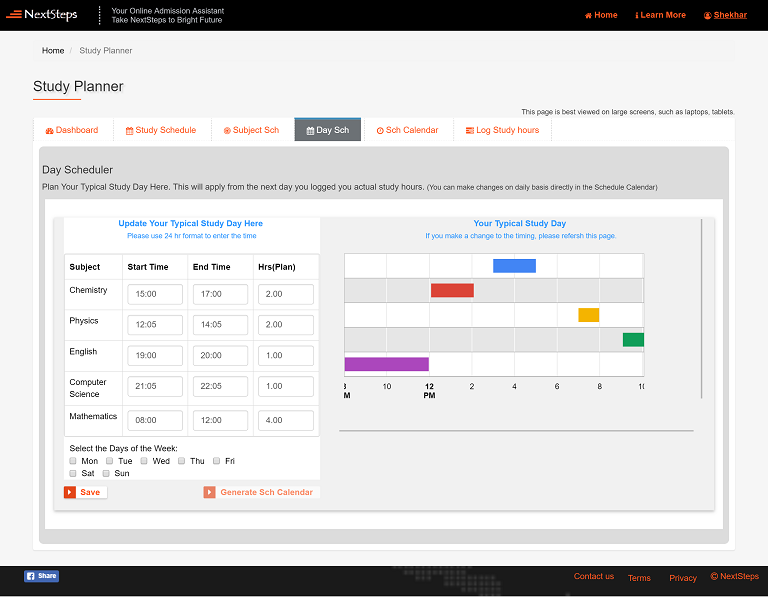 NextSteps
Your Online Admission Assistant
Take NextSteps to Bright Future
Home
Learn More
Shekhar
Home / Study Planner
Study Planner
This page is best viewed on large screens, such as laptops, tablets.
Dashboard
Study Schedule
Subject Sch
Day Sch
Sch Calendar
Log Study hours
Day Scheduler
Plan Your Typical Study Day Here. This will apply from the next day you logged you actual study hours. (You can make changes on daily basis directly in the Schedule Calendar)
Update Your Typical Study Day Here
Please use 24 hr format to enter the time
Subject Start Time End Time Hrs(Plan)
Chemistry 15:00 17:00 2.00
Physics 12:05 14:05 2.00
English 19:00 20:00 1.00
Computer Science 21:05 22:05 1.00
Mathematics 08:00 12:00 4.00
Select the Days of the Week:
Mon Tue Wed Thu Fri
Sat Sun
Save
Generate Sch Calendar
Your Typical Study Day
If you make a change to the timing, please refersh this page.
10 12 2 4 6 8
M PM
Share
Contact us
Terms
Privacy
© NextSteps